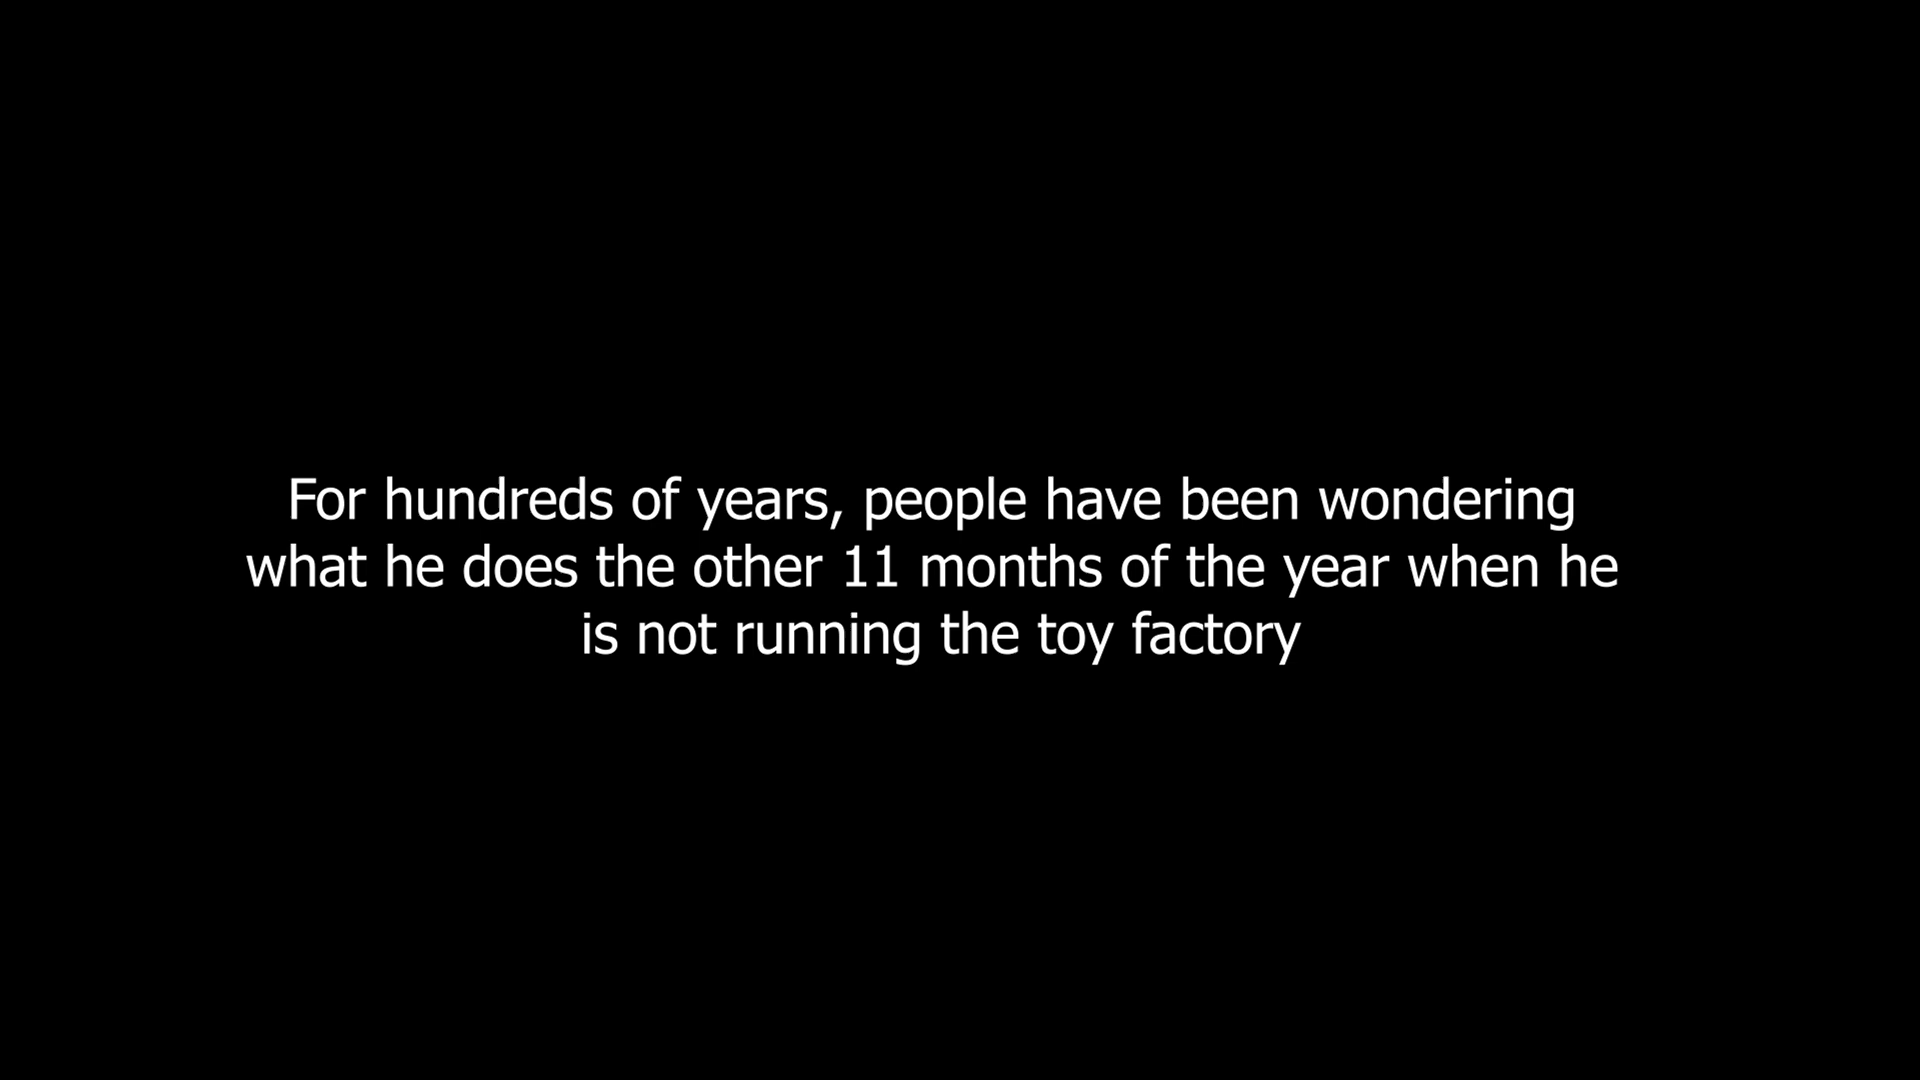 For hundreds of years, people have been wondering
what he does the other 11 months of the year when he
is not running the toy factory